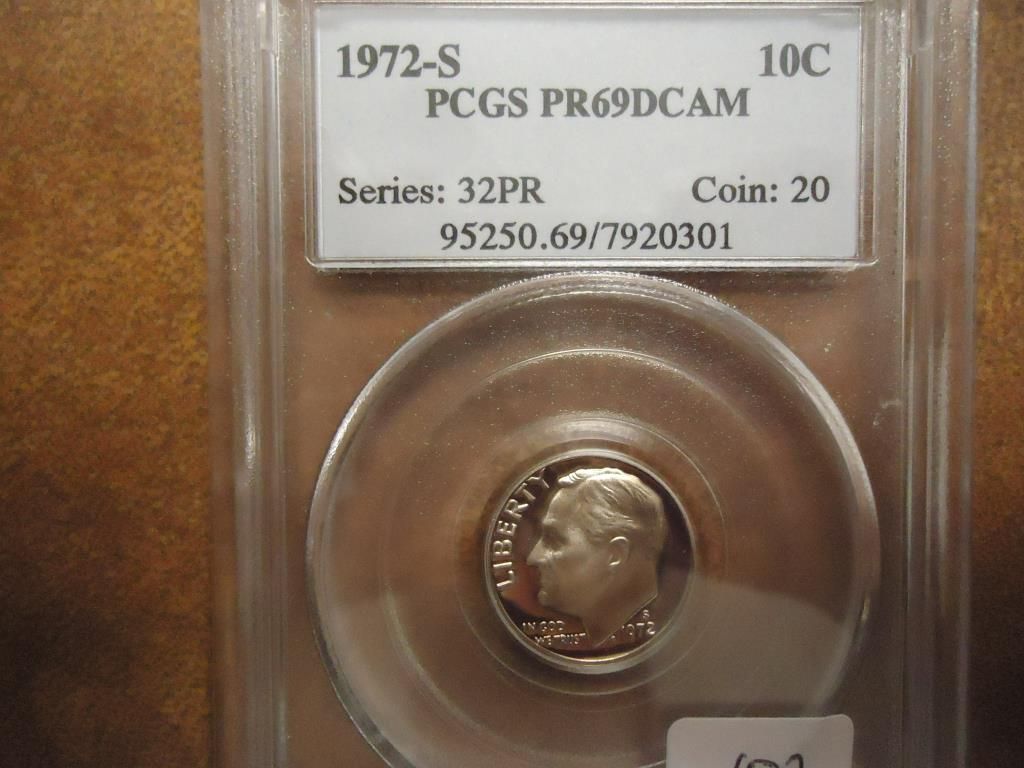 1972-S 10C
PCGS PR69DCAM
Series: 32PR Coin: 20
95250.69/7920301
LIBERTY
IN GOD
WE TRUST
S
1972